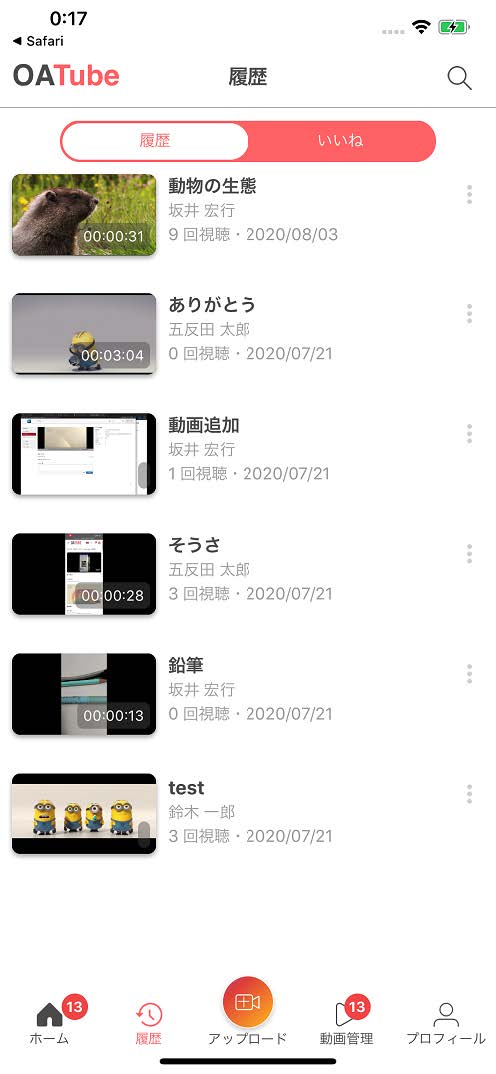 0:17
◀ Safari
OATube
履歴
履歴
いいね
動物の生態
坂井 宏行
9 回視聴・2020/08/03
00:00:31
ありがとう
五反田 太郎
0 回視聴・2020/07/21
00:03:04
動画追加
坂井 宏行
1 回視聴・2020/07/21
そうさ
五反田 太郎
3 回視聴・2020/07/21
00:00:28
鉛筆
坂井 宏行
0 回視聴・2020/07/21
00:00:13
test
鈴木 一郎
3 回視聴・2020/07/21
13
ホーム
履歴
アップロード
13
動画管理
プロフィール